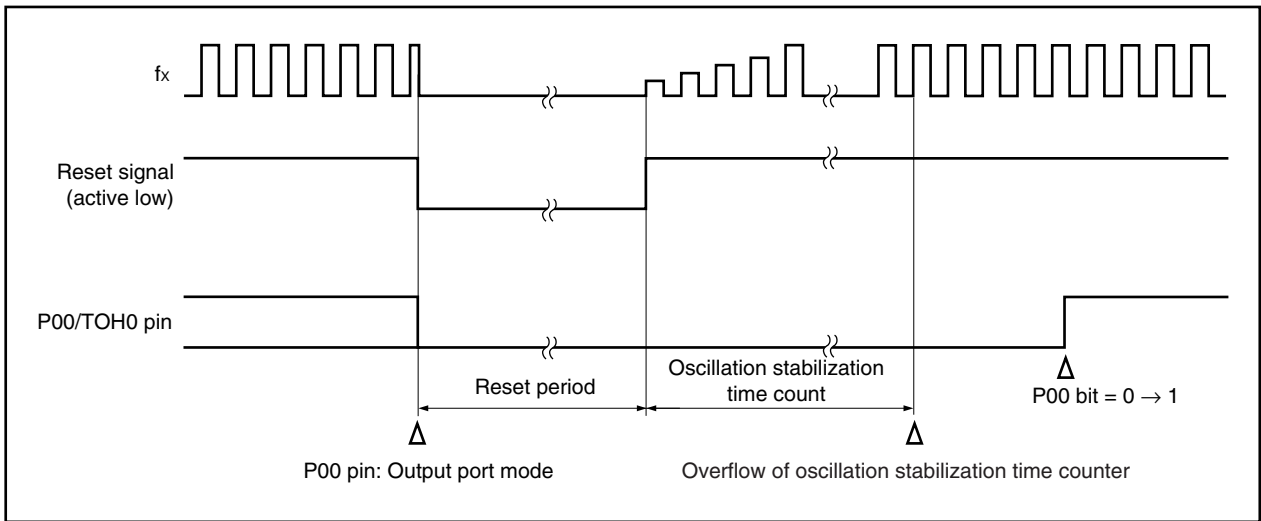 fx
Reset signal
(active low)
P00/TOH0 pin
Reset period
Oscillation stabilization
time count
P00 bit = 0 → 1
P00 pin: Output port mode
Overflow of oscillation stabilization time counter